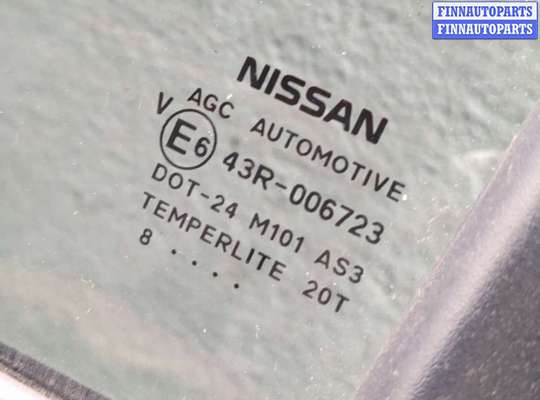 FINNAUTOPARTS
FINNAUTOPARTS
NISSAN
AGC AUTOMOTIVE
V E6 43R-006723
DOT-24 M101 AS3
TEMPERLITE 20T
8 ....